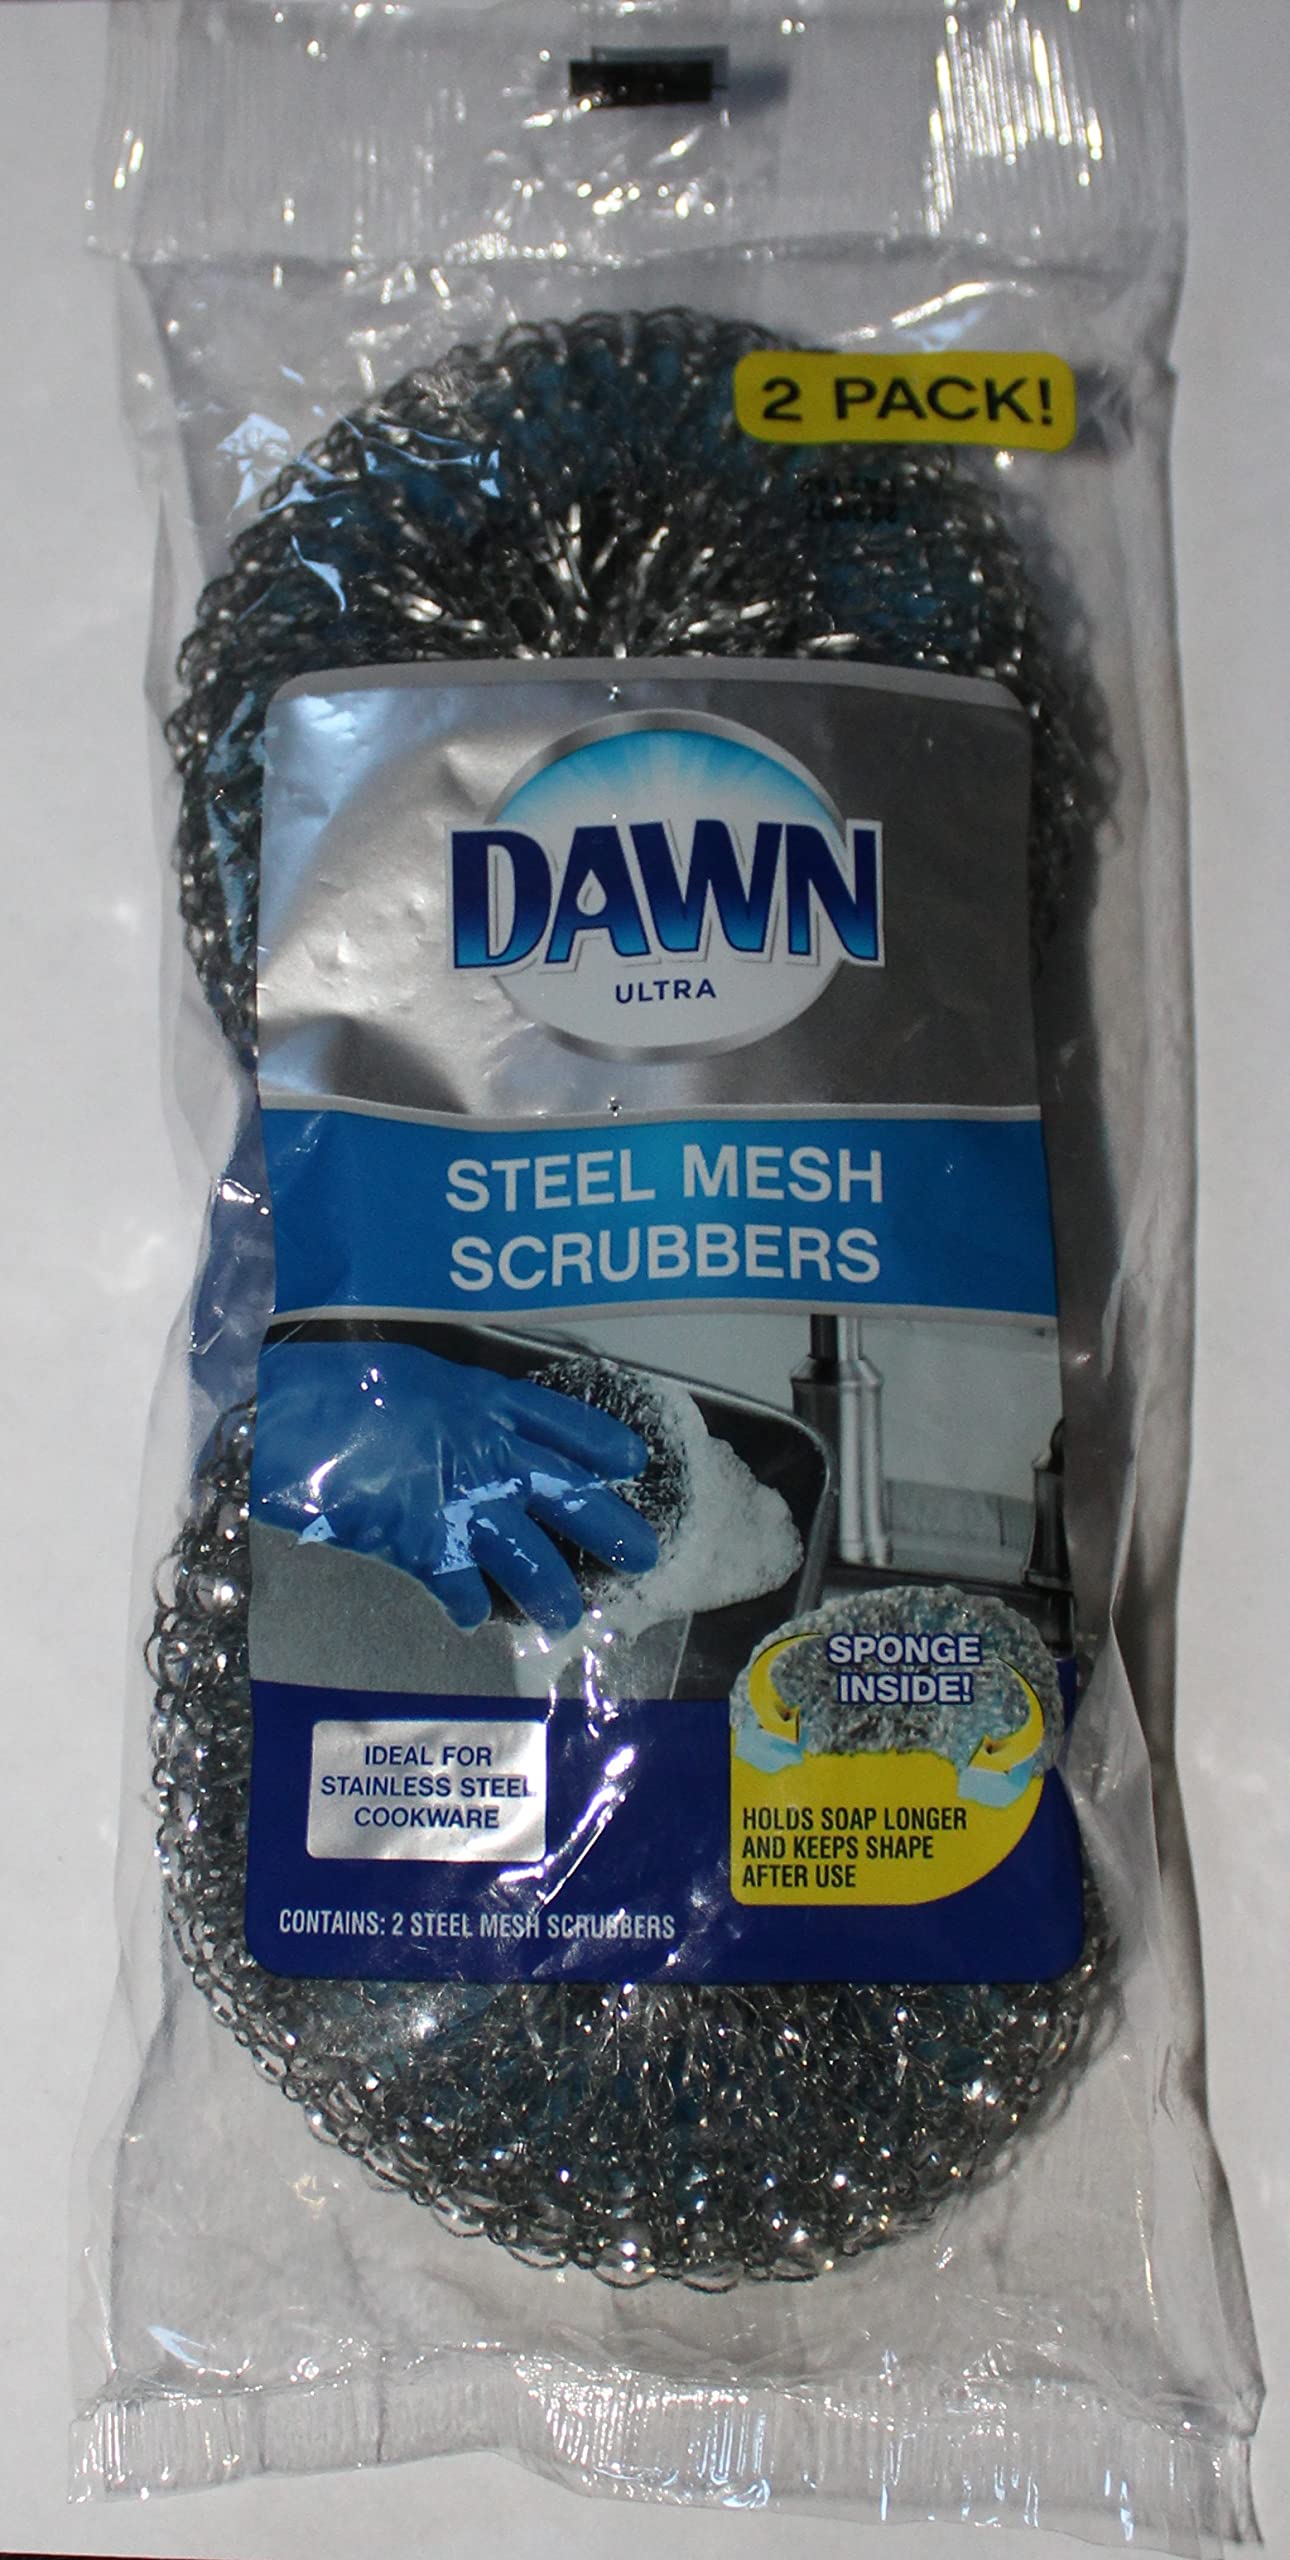 2 PACK!
DAWN
ULTRA
STEEL MESH
SCRUBBERS
SPONGE
INSIDE!
IDEAL FOR
STAINLESS STEEL
COOKWARE
HOLDS SOAP LONGER
AND KEEPS SHAPE
AFTER USE
CONTAINS: 2 STEEL MESH SCRUBBERS